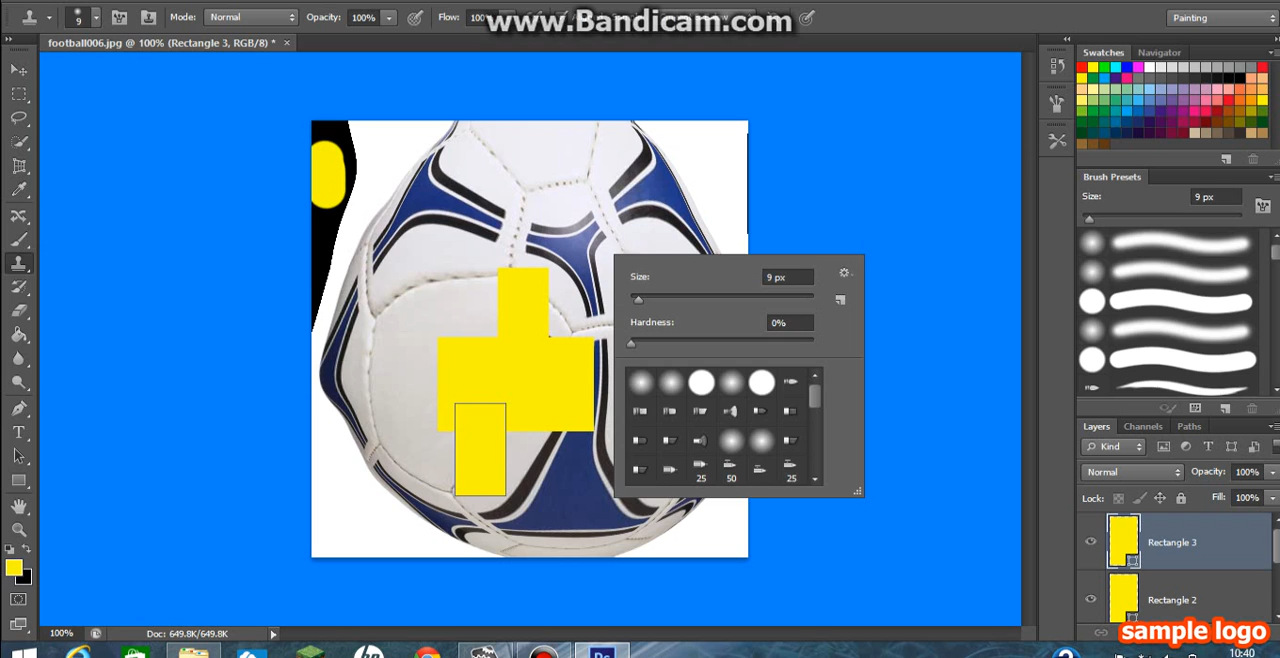 9
Mode:
Normal
Opacity:
100%
Flow:
www.Bandicam.com
Painting
football006.jpg @ 100% (Rectangle 3, RGB/8) *
Swatches
Navigator
Brush Presets
Size:
9 px
Size:
9 px
Hardness:
0%
25
50
25
Layers
Channels
Paths
Kind
Normal
Opacity:
100%
Lock:
Fill:
100%
Rectangle 3
Rectangle 2
100%
Doc: 649.8K/649.8K
sample logo
Ps
10:40